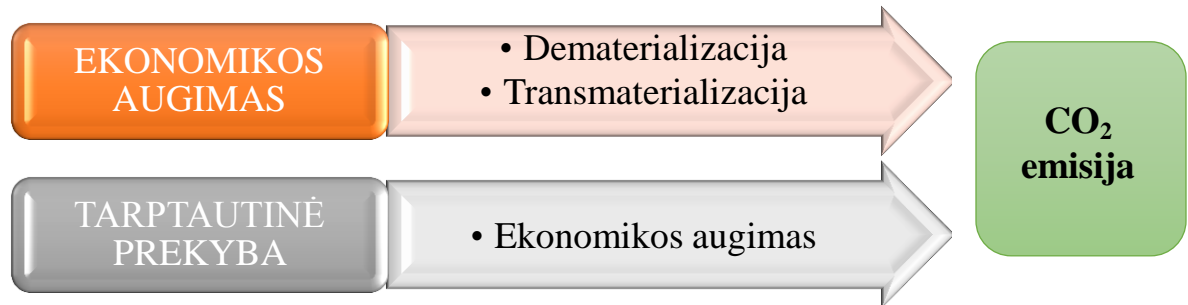 EKONOMIKOS
AUGIMAS
• Dematerializacija
• Transmaterializacija
TARPTAUTINĖ
PREKYBA
• Ekonomikos augimas
CO₂
emisija